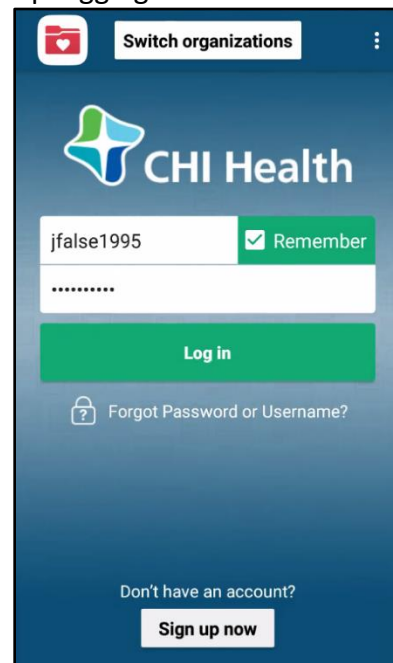 Switch organizations
CHI Health
jfalse1995
Remember
••••••••••
Log in
Forgot Password or Username?
Don't have an account?
Sign up now